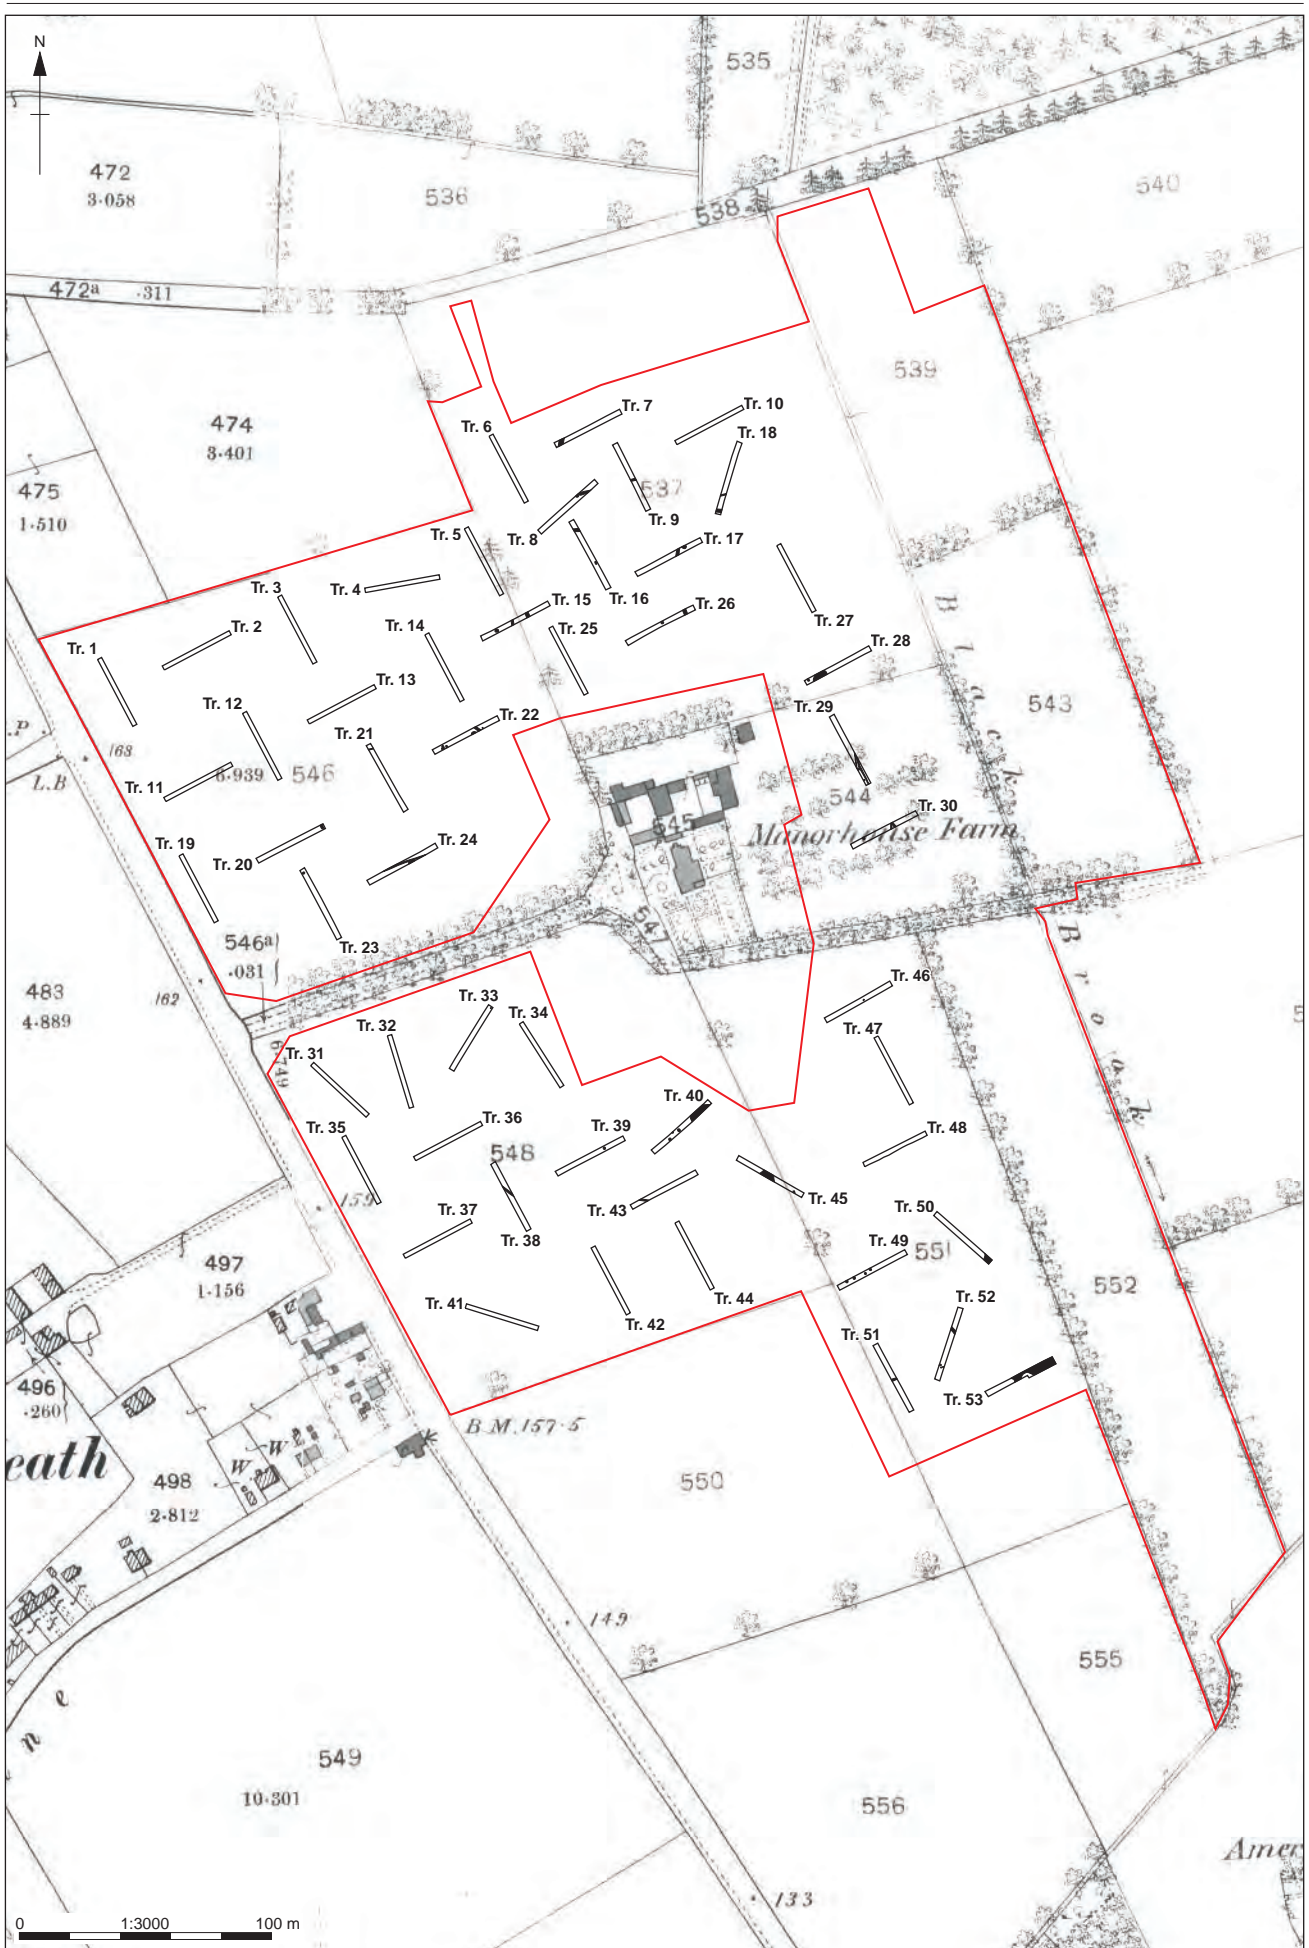 N
535
472
3·058
536
538
540
472ª ·311
539
474
3·401
475
1·510
Tr. 7
Tr. 10
Tr. 6
Tr. 18
537
Tr. 9
Tr. 8
Tr. 5
Tr. 17
Tr. 4
Tr. 3
Tr. 16
Tr. 15
Tr. 26
Tr. 27
Tr. 2
Tr. 14
Tr. 25
Tr. 1
Tr. 28
Tr. 13
Tr. 12
Tr. 22
Tr. 29
543
Tr. 21
.P
168
L.B
Tr. 11
546
544
545
Manorhouse Farm
Tr. 30
Tr. 19
Tr. 20
Tr. 24
Black Brook
Tr. 23
546ª
·081
483
4·889
162
Tr. 46
Tr. 33
Tr. 34
Tr. 32
Tr. 47
Tr. 31
6·749
Tr. 40
Tr. 35
Tr. 36
Tr. 39
Tr. 48
548
159
Tr. 45
Tr. 43
Tr. 37
Tr. 38
Tr. 50
Tr. 49
551
497
1·156
552
Tr. 44
Tr. 41
Tr. 42
Tr. 52
Tr. 51
Tr. 53
496
·260
B.M. 157·5
eath
W
W
498
2·812
550
149
555
ne
549
10·301
556
Amer
133
0 1:3000 100 m